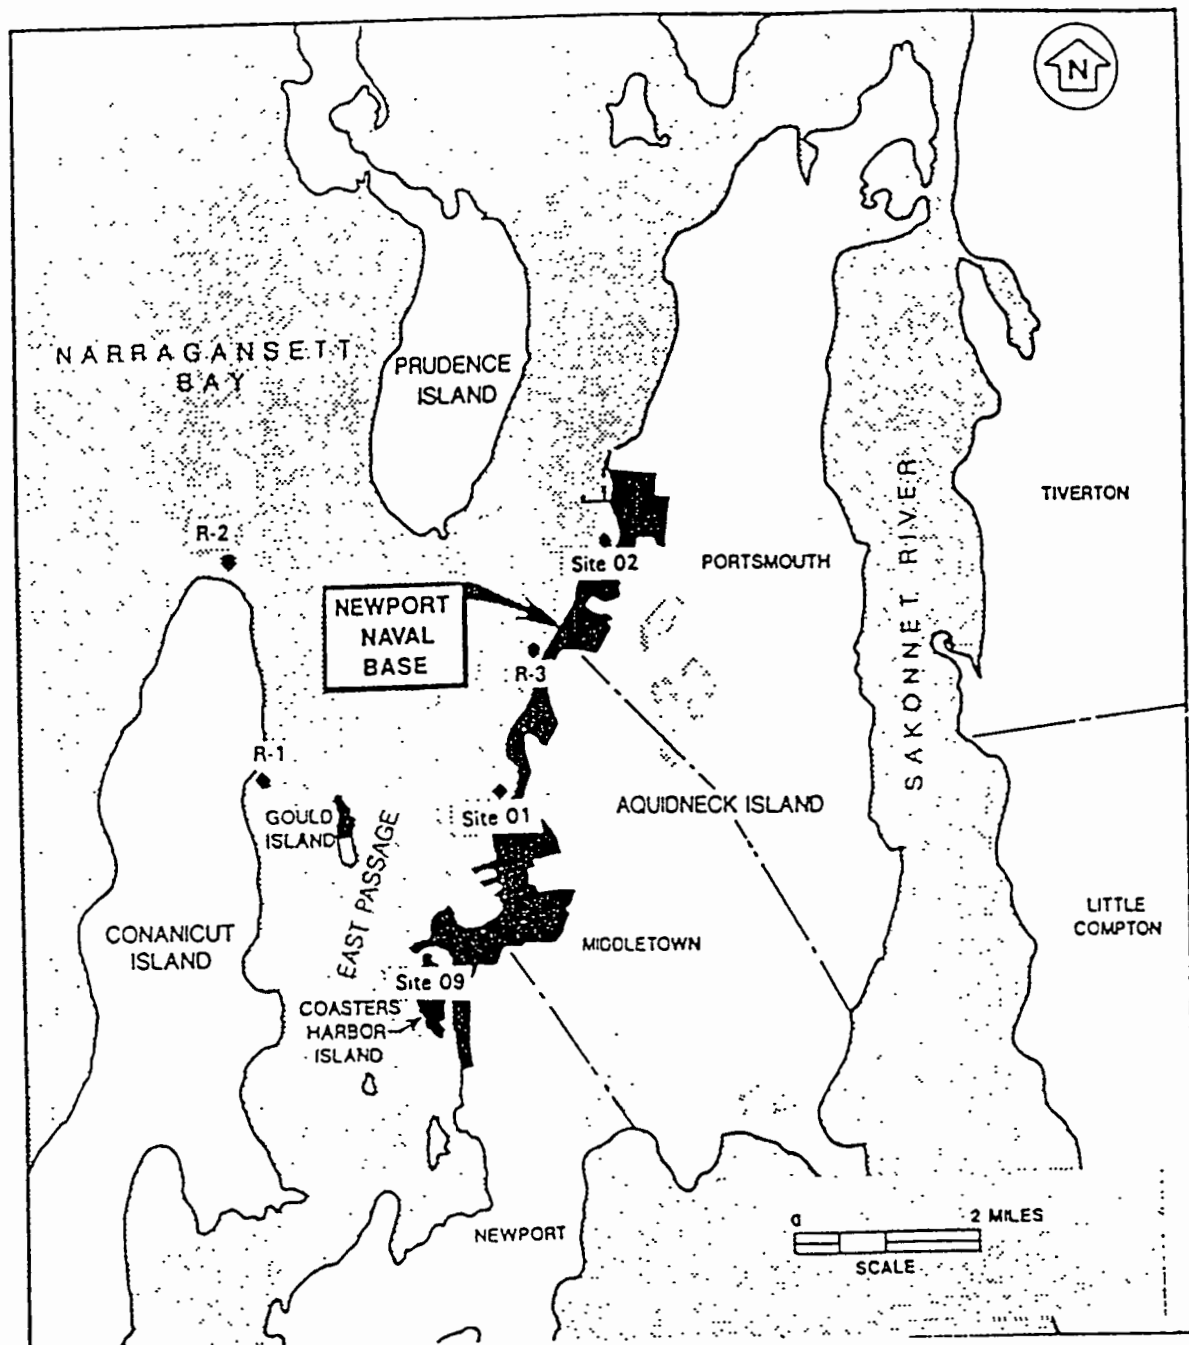 N
NARRAGANSETT
BAY
PRUDENCE
ISLAND
TIVERTON
R-2
Site 02
PORTSMOUTH
SAKONNET RIVER
NEWPORT
NAVAL
BASE
R-3
R-1
GOULD
ISLAND
Site 01
AQUIDNECK ISLAND
EAST PASSAGE
CONANICUT
ISLAND
MIDDLETOWN
LITTLE
COMPTON
Site 09
COASTERS
HARBOR
ISLAND
NEWPORT
0 2 MILES
SCALE